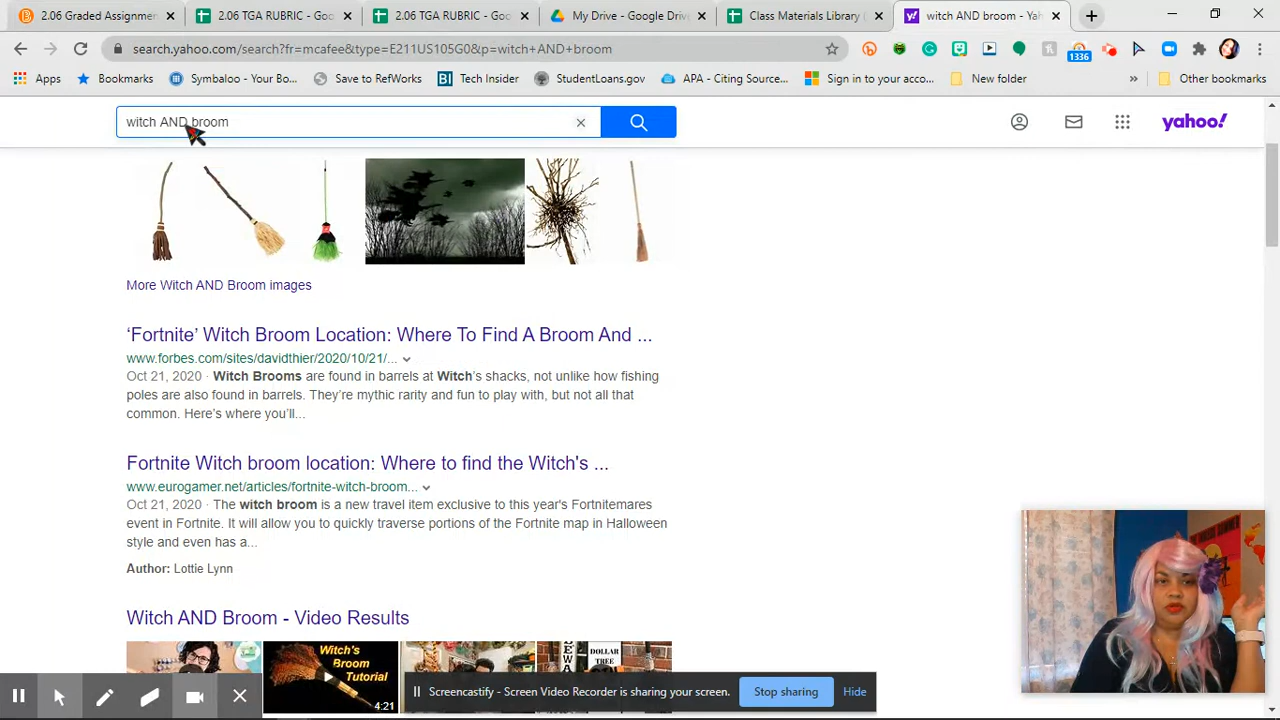 2.06 Graded Assignmen
2.06 TGA RUBRIC - Goo
2.06 TGA RUBRIC - Goo
My Drive - Google Driv
Class Materials Library (
witch AND broom - Yah
search.yahoo.com/search?fr=mcafee&type=E211US105G0&p=witch+AND+broom
1336
Apps
Bookmarks
Symbaloo - Your Bo...
Save to RefWorks
BI Tech Insider
StudentLoans.gov
APA - Citing Source...
Sign in to your acco...
New folder
»
Other bookmarks
witch AND broom
yahoo!
More Witch AND Broom images
‘Fortnite’ Witch Broom Location: Where To Find A Broom And ...
www.forbes.com/sites/davidthier/2020/10/21/...
Oct 21, 2020 · Witch Brooms are found in barrels at Witch’s shacks, not unlike how fishing
poles are also found in barrels. They’re mythic rarity and fun to play with, but not all that
common. Here’s where you’ll...
Fortnite Witch broom location: Where to find the Witch's ...
www.eurogamer.net/articles/fortnite-witch-broom...
Oct 21, 2020 · The witch broom is a new travel item exclusive to this year's Fortnitemares
event in Fortnite. It will allow you to quickly traverse portions of the Fortnite map in Halloween
style and even has a...
Author: Lottie Lynn
Witch AND Broom - Video Results
Witch's
Broom
Tutorial
4:21
DOLLAR
TREE
Screencastify - Screen Video Recorder is sharing your screen.
Stop sharing
Hide